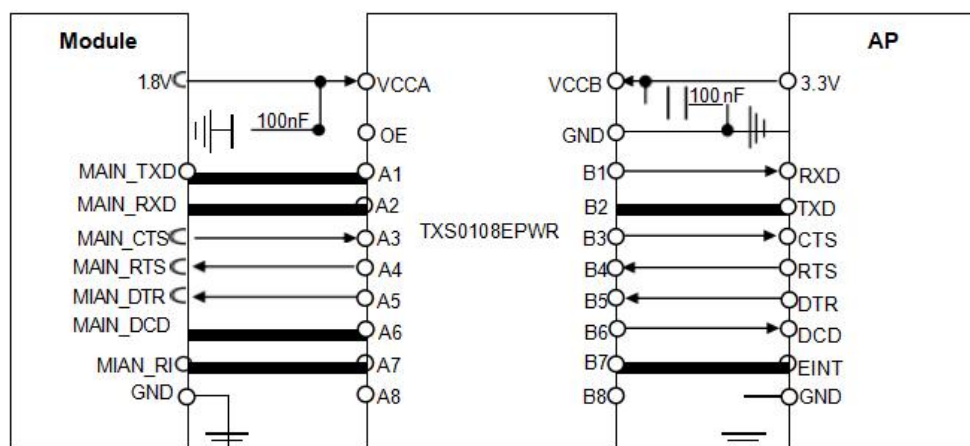 Module
AP
1.8V
VCCA
VCCB
3.3V
100nF
100 nF
OE
GND
MAIN_TXD
A1
B1
RXD
MAIN_RXD
A2
B2
TXD
TXS0108EPWR
MAIN_CTS
A3
B3
CTS
MAIN_RTS
A4
B4
RTS
MIAN_DTR
A5
B5
DTR
MAIN_DCD
A6
B6
DCD
MIAN_RI
A7
B7
EINT
GND
A8
B8
GND